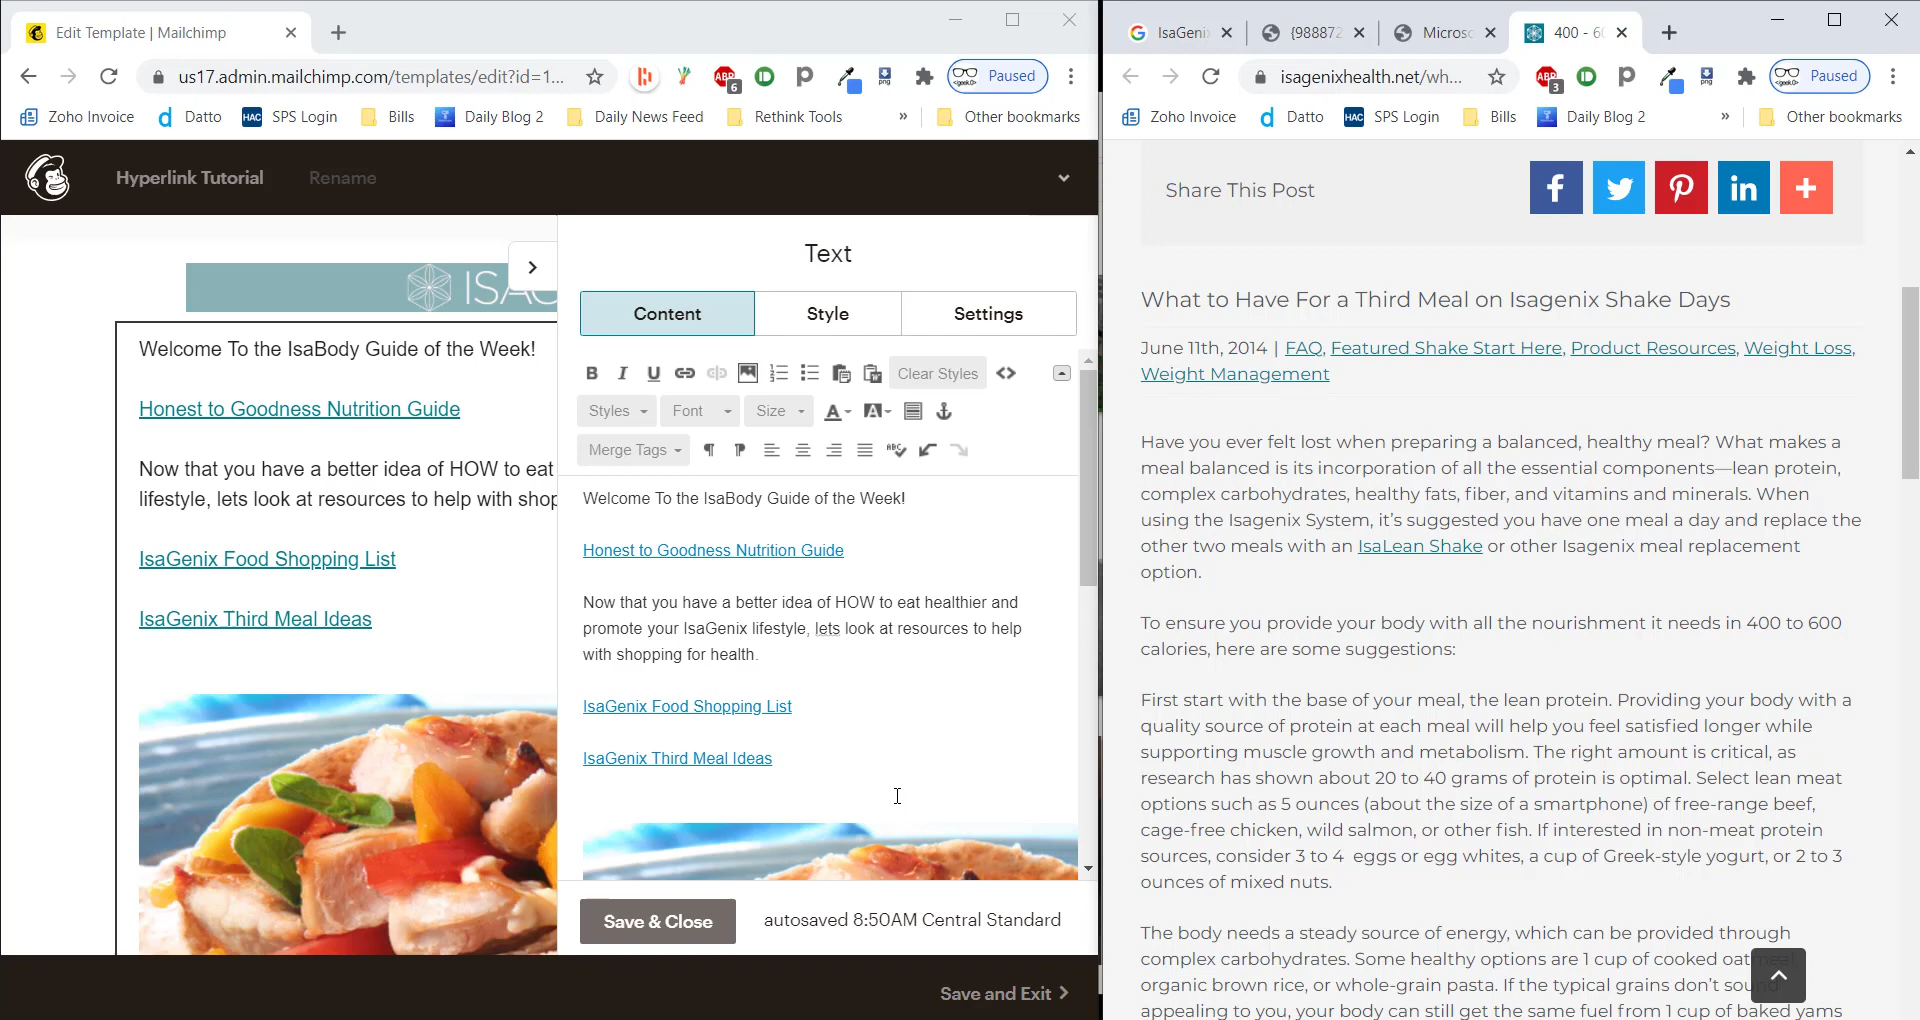 Edit Template | Mailchimp
us17.admin.mailchimp.com/templates/edit?id=1...
ABP
6
Paused
Zoho Invoice
Datto
HAC
SPS Login
Bills
Daily Blog 2
Daily News Feed
Rethink Tools
»
Other bookmarks
Hyperlink Tutorial
Rename
Welcome To the IsaBody Guide of the Week!
Honest to Goodness Nutrition Guide
Now that you have a better idea of HOW to eat
lifestyle, lets look at resources to help with shop
IsaGenix Food Shopping List
IsaGenix Third Meal Ideas
Text
Content
Style
Settings
B I U
Clear Styles
Styles
Font
Size
A
A
Merge Tags
ABC
Welcome To the IsaBody Guide of the Week!
Honest to Goodness Nutrition Guide
Now that you have a better idea of HOW to eat healthier and
promote your IsaGenix lifestyle, lets look at resources to help
with shopping for health.
IsaGenix Food Shopping List
IsaGenix Third Meal Ideas
Save & Close
autosaved 8:50AM Central Standard
Save and Exit
IsaGenix
{98887
Micros
400 - 60
isagenixhealth.net/wh...
ABP
3
Paused
Zoho Invoice
Datto
HAC
SPS Login
Bills
Daily Blog 2
»
Other bookmarks
Share This Post
What to Have For a Third Meal on Isagenix Shake Days
June 11th, 2014 | FAQ, Featured Shake Start Here, Product Resources, Weight Loss,
Weight Management
Have you ever felt lost when preparing a balanced, healthy meal? What makes a
meal balanced is its incorporation of all the essential components—lean protein,
complex carbohydrates, healthy fats, fiber, and vitamins and minerals. When
using the Isagenix System, it’s suggested you have one meal a day and replace the
other two meals with an IsaLean Shake or other Isagenix meal replacement
option.
To ensure you provide your body with all the nourishment it needs in 400 to 600
calories, here are some suggestions:
First start with the base of your meal, the lean protein. Providing your body with a
quality source of protein at each meal will help you feel satisfied longer while
supporting muscle growth and metabolism. The right amount is critical, as
research has shown about 20 to 40 grams of protein is optimal. Select lean meat
options such as 5 ounces (about the size of a smartphone) of free-range beef,
cage-free chicken, wild salmon, or other fish. If interested in non-meat protein
sources, consider 3 to 4 eggs or egg whites, a cup of Greek-style yogurt, or 2 to 3
ounces of mixed nuts.
The body needs a steady source of energy, which can be provided through
complex carbohydrates. Some healthy options are 1 cup of cooked oatmeal,
organic brown rice, or whole-grain pasta. If the typical grains don’t sound
appealing to you, your body can still get the same fuel from 1 cup of baked yams